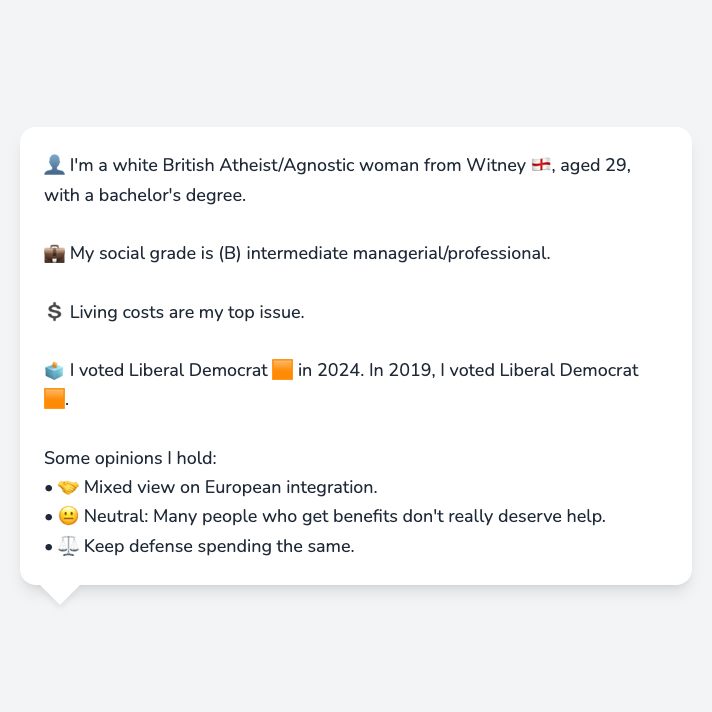 👤 I'm a white British Atheist/Agnostic woman from Witney 🏴󠁧󠁢󠁥󠁮󠁧󠁿, aged 29,
with a bachelor's degree.
💼 My social grade is (B) intermediate managerial/professional.
💲 Living costs are my top issue.
🗳️ I voted Liberal Democrat 🟧 in 2024. In 2019, I voted Liberal Democrat
🟧.
Some opinions I hold:
• 🤝 Mixed view on European integration.
• 😐 Neutral: Many people who get benefits don't really deserve help.
• ⚖️ Keep defense spending the same.